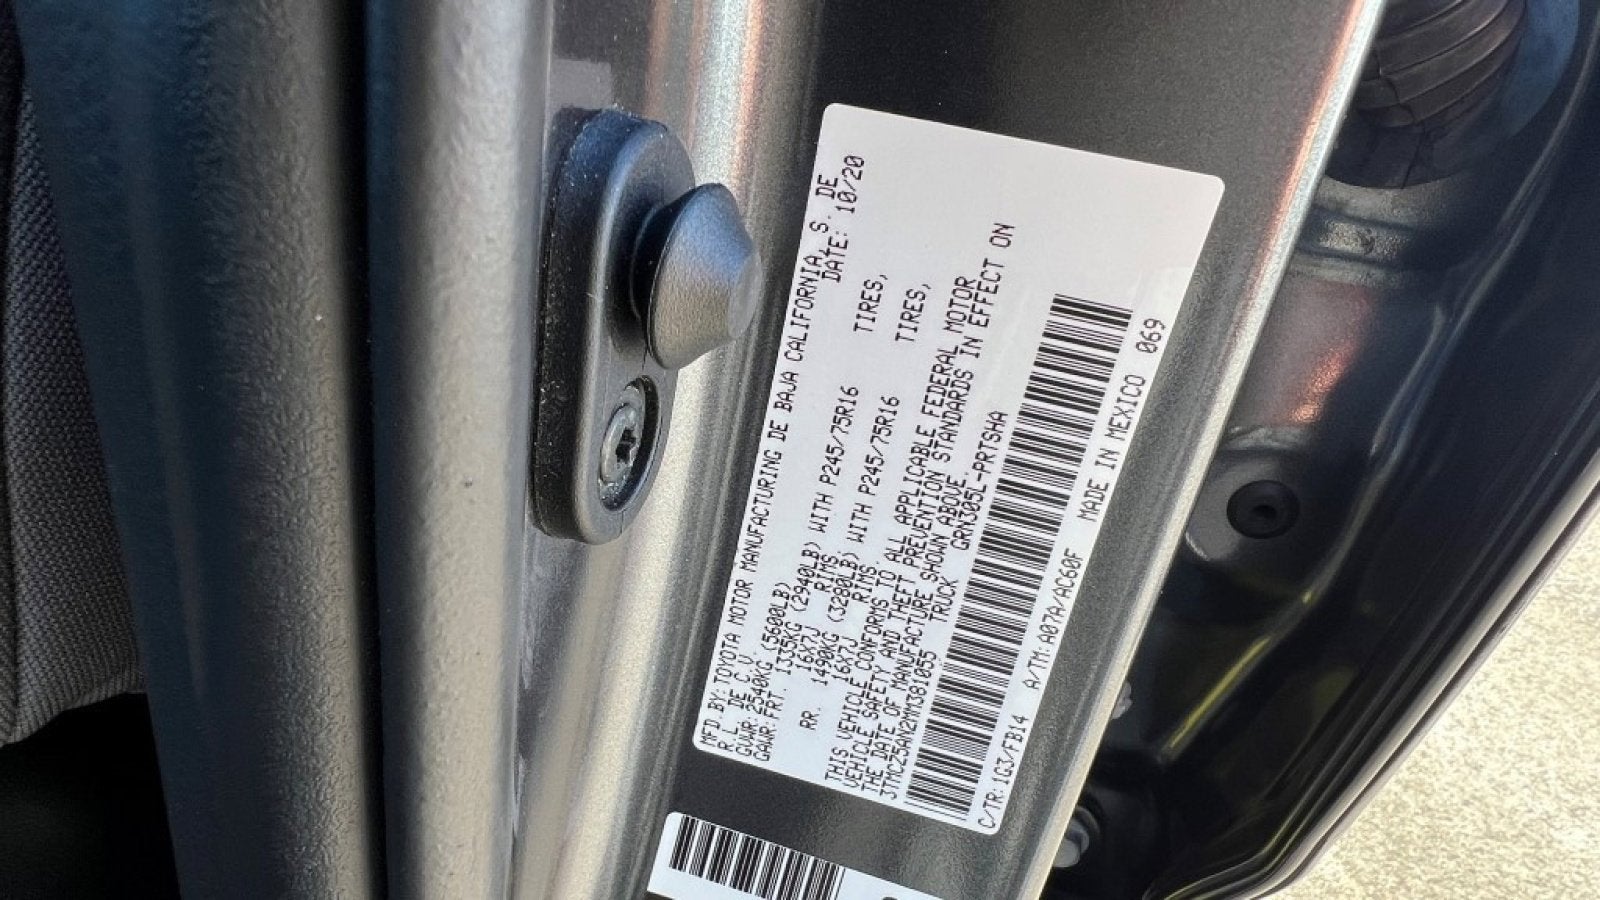 MFD.BY: TOYOTA MOTOR MANUFACTURING DE BAJA CALIFORNIA, S. DE
R.L. DE C.V. DATE: 10/20
GVWR: 2540KG (5600LB)
GAWR:FRT. 1335KG (2940LB) WITH P245/75R16 TIRES,
16X7J RIMS,
RR. 1490KG (3280LB) WITH P245/75R16 TIRES,
16X7J RIMS.
THIS VEHICLE CONFORMS TO ALL APPLICABLE FEDERAL MOTOR
VEHICLE SAFETY AND THEFT PREVENTION STANDARDS IN EFFECT ON
THE DATE OF MANUFACTURE SHOWN ABOVE.
3TMCZ5AN2MM381055 TRUCK GRN305L-PRTSHA
C/TR: 1G3/FB14 A/TM: A07A/AC60F MADE IN MEXICO 069